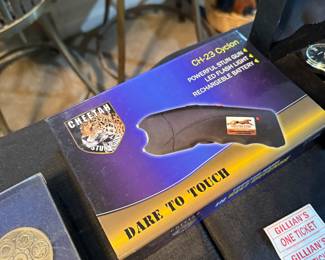 CHEETAH
STUN
CH-23 Cyclon
POWERFUL STUN GUN
LED FLASH LIGHT
RECHARGEABLE BATTERY
DARE TO TOUCH
GILLIAN'S
ONE TICKET
GILLIAN'S